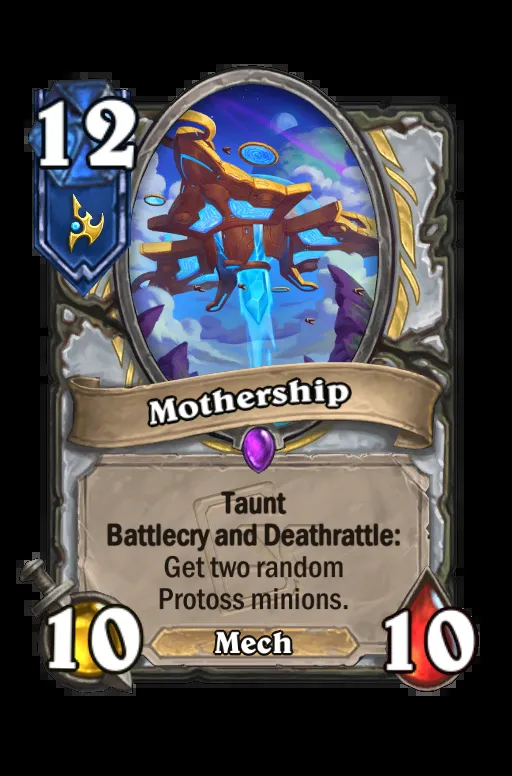 12
Mothership
Taunt
Battlecry and Deathrattle:
Get two random
Protoss minions.
10
Mech
10